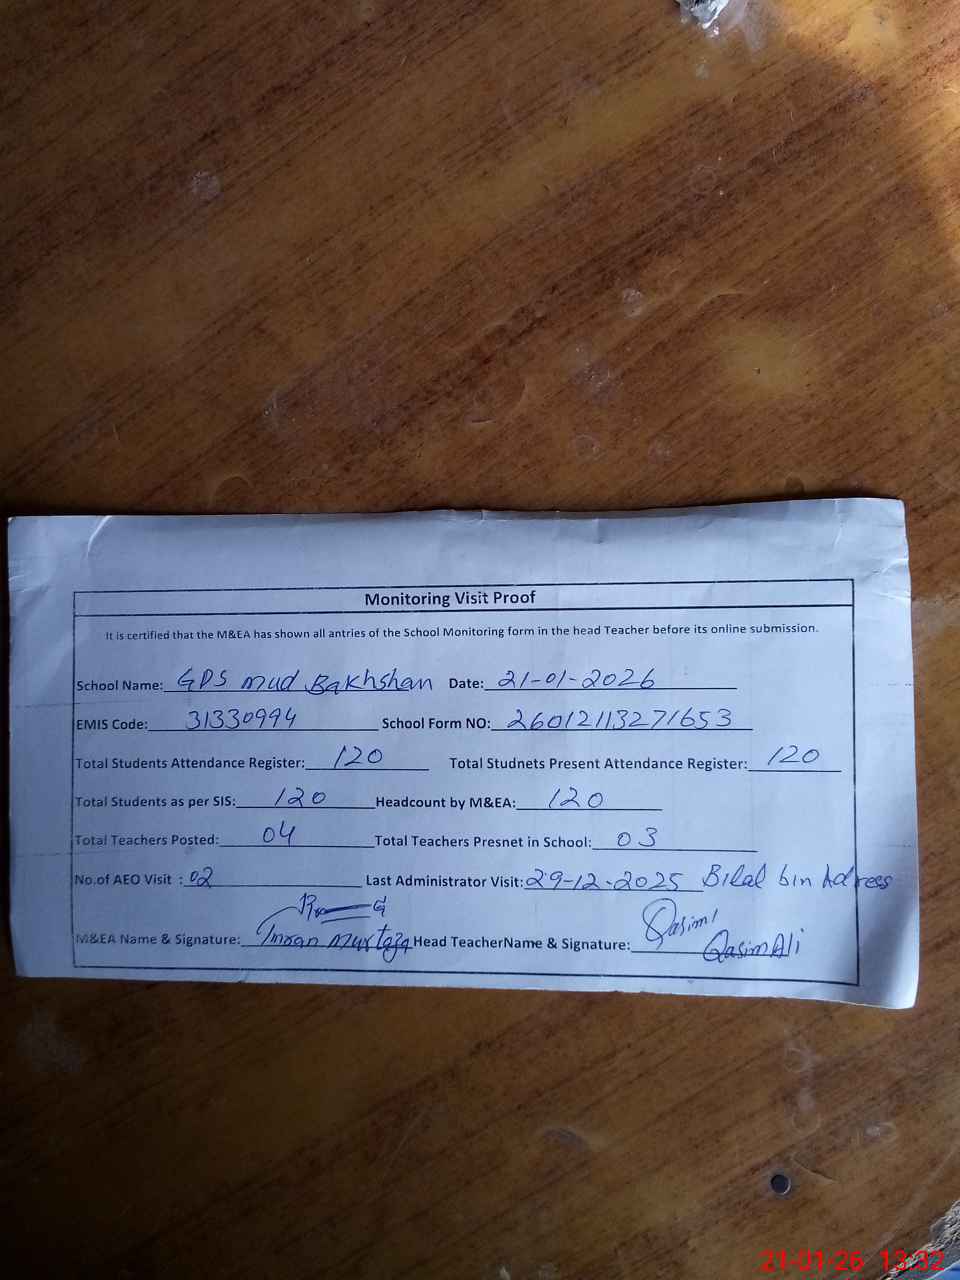 Monitoring Visit Proof
It is certified that the M&EA has shown all antries of the School Monitoring form in the head Teacher before its online submission.
School Name: GPS mud Bakhshan Date: 21-01-2026
EMIS Code: 31330994 School Form NO: 26012113271653
Total Students Attendance Register: 120 Total Studnets Present Attendance Register: 120
Total Students as per SIS: 120 Headcount by M&EA: 120
Total Teachers Posted: 04 Total Teachers Presnet in School: 03
No.of AEO Visit : 02 Last Administrator Visit: 29-12-2025 Bilal bin Adress
M&EA Name & Signature: Imran murtaza Head TeacherName & Signature: Qasim Qasim Ali
21-01-26 13:32